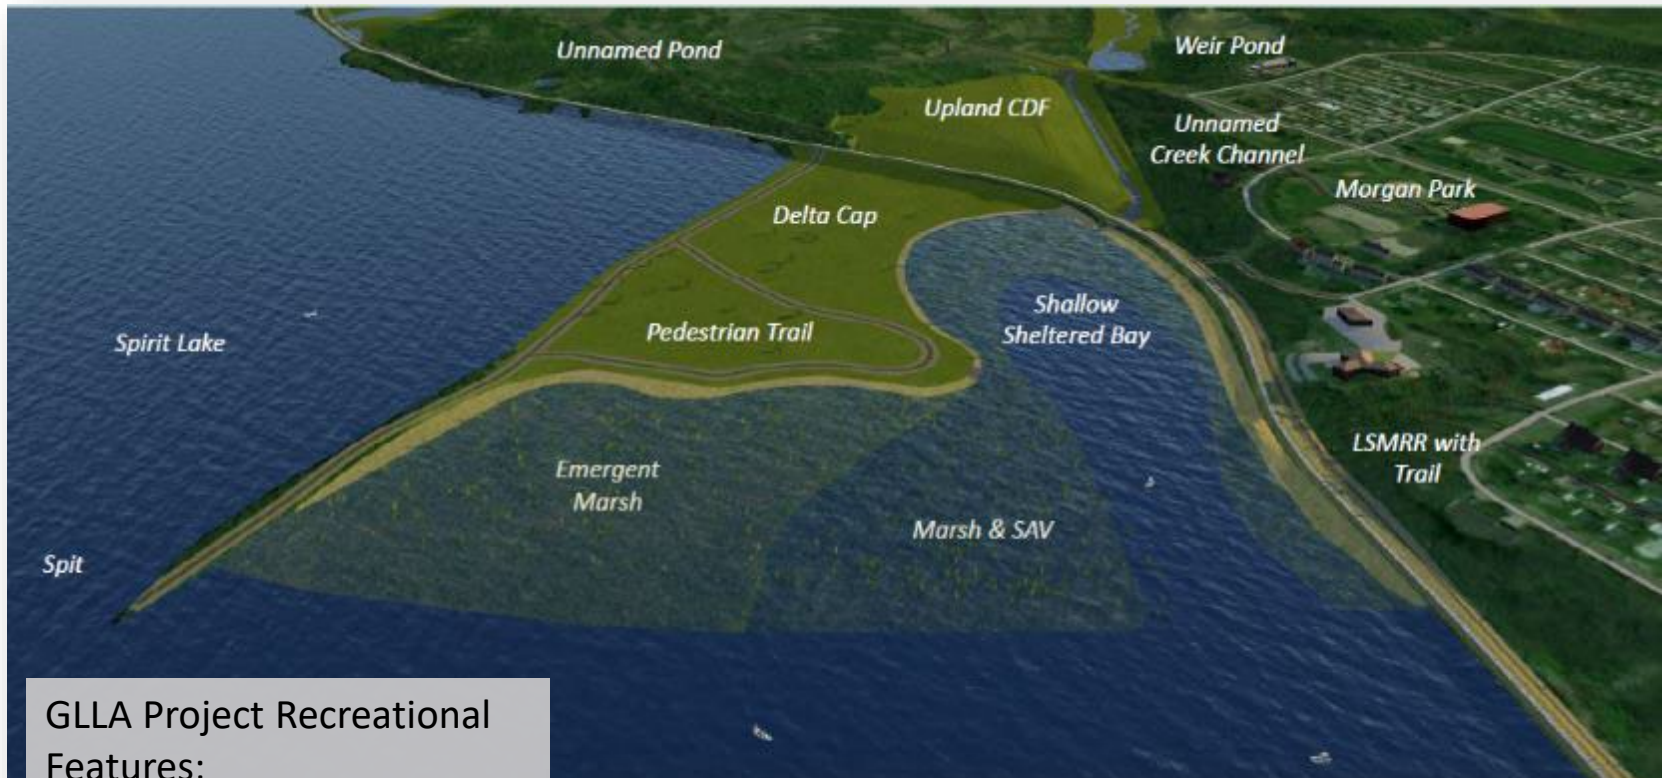 Unnamed Pond
Weir Pond
Upland CDF
Unnamed
Creek Channel
Morgan Park
Delta Cap
Shallow
Sheltered Bay
Pedestrian Trail
Spirit Lake
LSMRR with
Trail
Emergent
Marsh
Marsh & SAV
Spit
GLLA Project Recreational
Features: